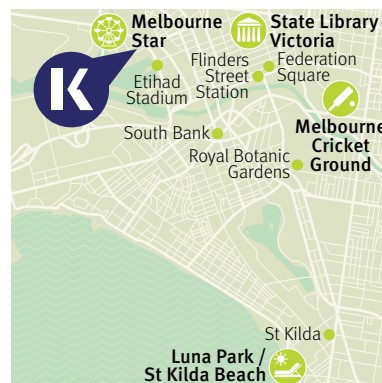 Melbourne
Star
State Library
Victoria
K
Etihad
Stadium
Flinders
Street
Station
Federation
Square
South Bank
Melbourne
Cricket
Ground
Royal Botanic
Gardens
St Kilda
Luna Park /
St Kilda Beach